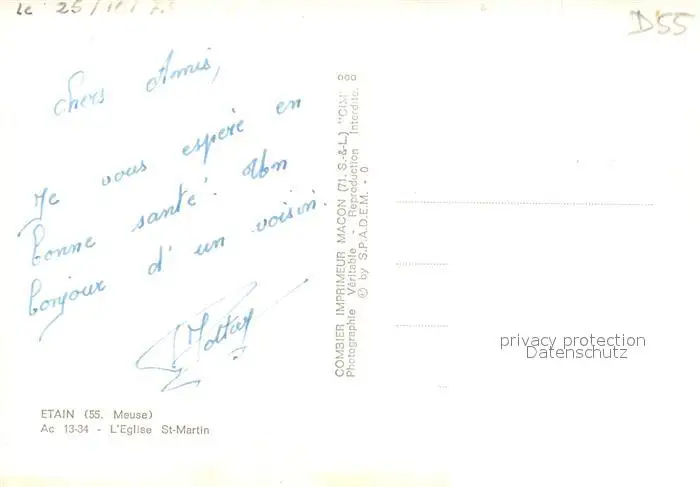 Le 25/11/
D55
Chers Amis,
Je vous espère en
bonne santé. Un
bonjour d'un voisin.
ETAIN (55. Meuse)
Ac 13-34 - L'Eglise St-Martin
COMBIER IMPRIMEUR MACON (71. S.-&-L.) "CIM"
Photographie Véritable - Reproduction Interdite.
© by S.P.A.D.E.M. - 0
privacy protection
Datenschutz